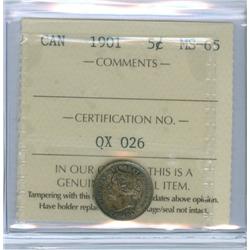 CAN 1901 5¢ MS-65
— COMMENTS —
— CERTIFICATION NO. —
QX 026
IN OUR THIS IS A
GENUIN L ITEM.
Tampering with this dates above opinion.
Have holder replac age/seal not intact.